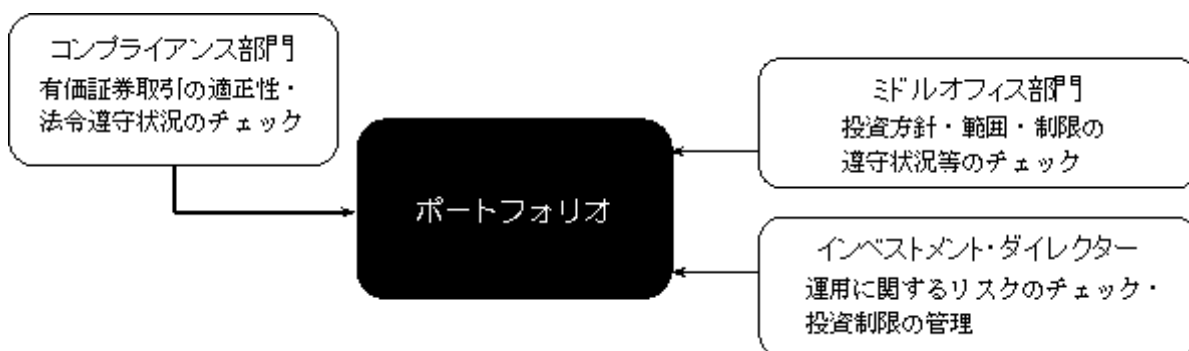 コンプライアンス部門
有価証券取引の適正性・
法令遵守状況のチェック
ポートフォリオ
ミドルオフィス部門
投資方針・範囲・制限の
遵守状況等のチェック
インベストメント・ダイレクター
運用に関するリスクのチェック・
投資制限の管理